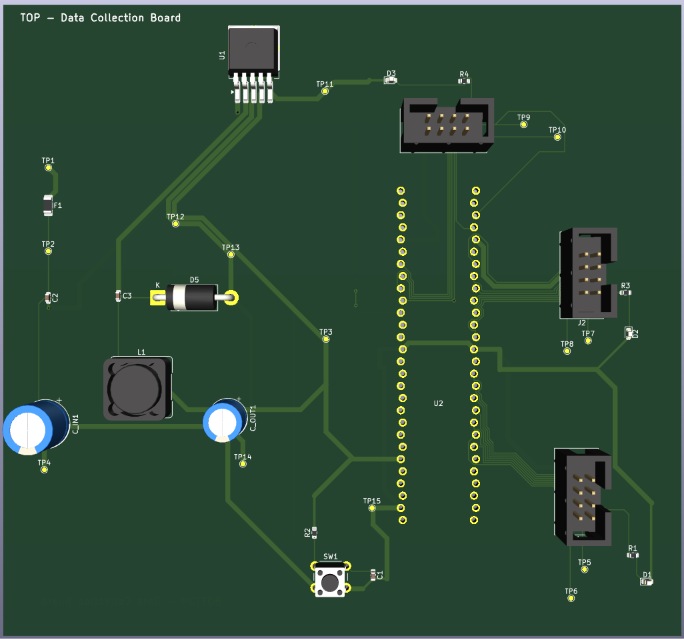 TOP — Data Collection Board
U1
D3
R4
TP11
TP9
TP10
TP1
F1
TP12
TP2
TP13
C2
C3
K
D5
R3
J2
D2
TP7
TP8
TP3
L1
U2
+
C_IN1
+
C_OUT1
TP4
TP14
TP15
R2
SW1
C1
R1
TP5
D1
TP6